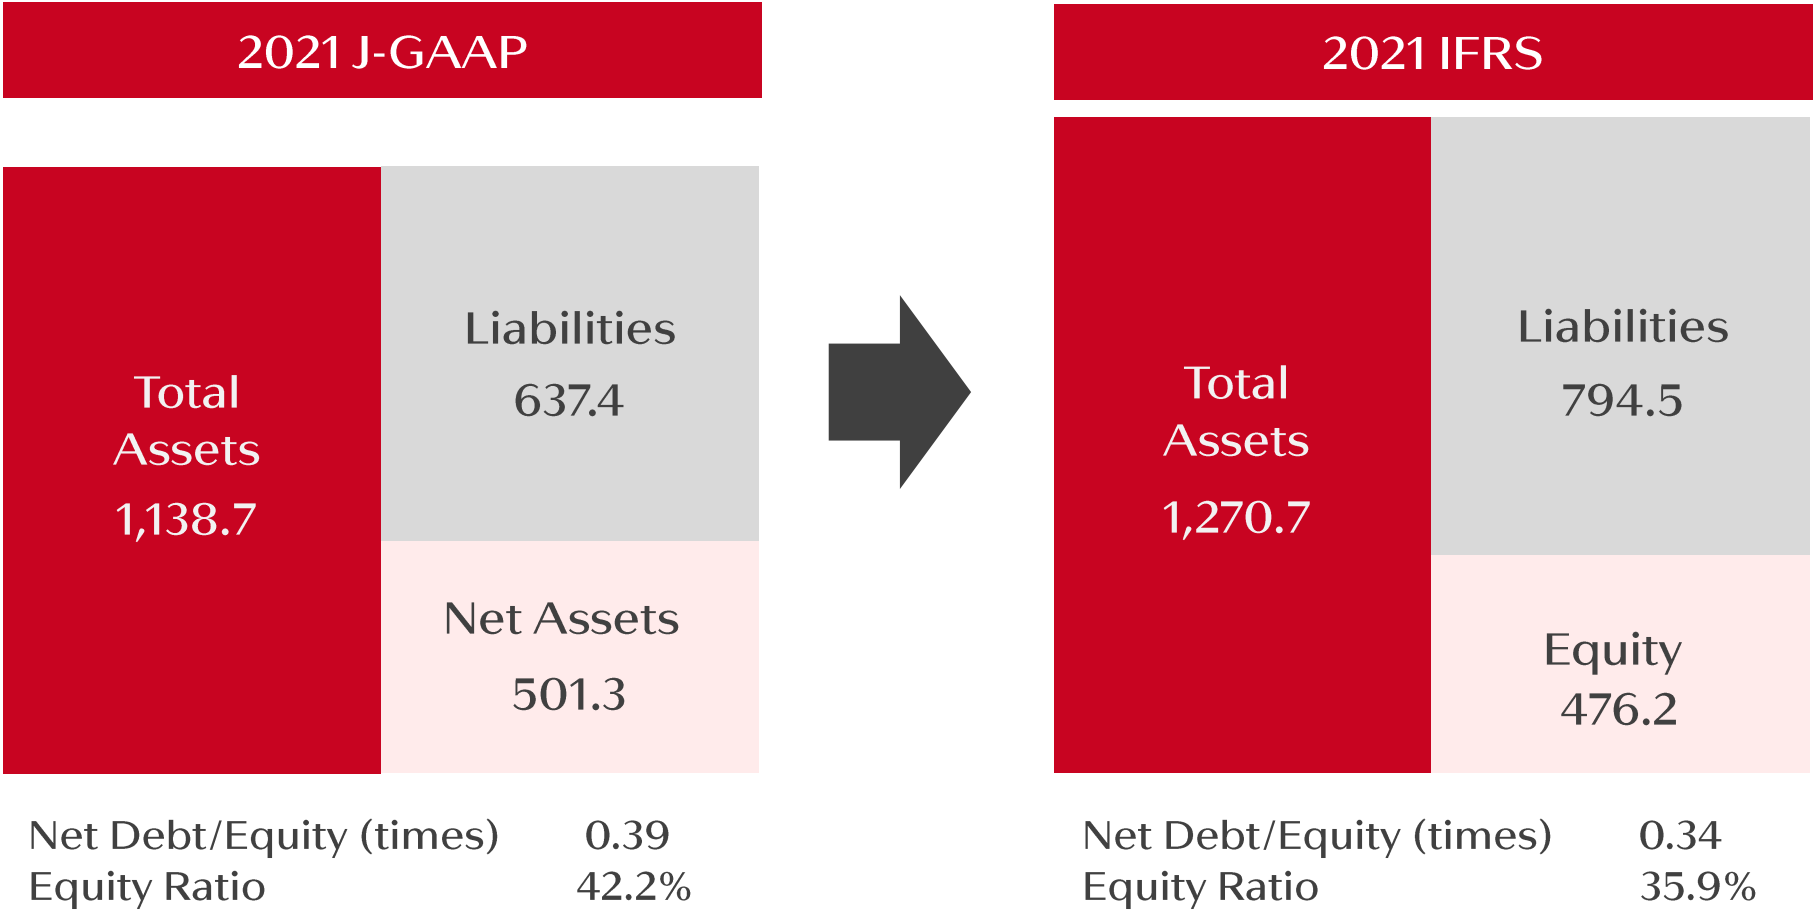 2021 J-GAAP
Total
Assets
1,138.7
Liabilities
637.4
Net Assets
501.3
Net Debt/Equity (times) 0.39
Equity Ratio 42.2%
2021 IFRS
Total
Assets
1,270.7
Liabilities
794.5
Equity
476.2
Net Debt/Equity (times) 0.34
Equity Ratio 35.9%